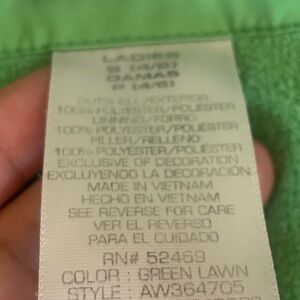 LADIES
S (4/6)
DAMAS
P (4/6)
OUTSHELL/EXTERIOR:
100% POLYESTER/POLIÉSTER
LINNING/FORRO:
100% POLYESTER/POLIÉSTER
FILLER/RELLENO:
100% POLYESTER/POLIÉSTER
EXCLUSIVE OF DECORATION
EXCLUYENDO LA DECORACIÓN
MADE IN VIETNAM
HECHO EN VIETNAM
SEE REVERSE FOR CARE
VER EL REVERSO
PARA EL CUIDADO
RN# 52469
COLOR : GREEN LAWN
STYLE : AW364705